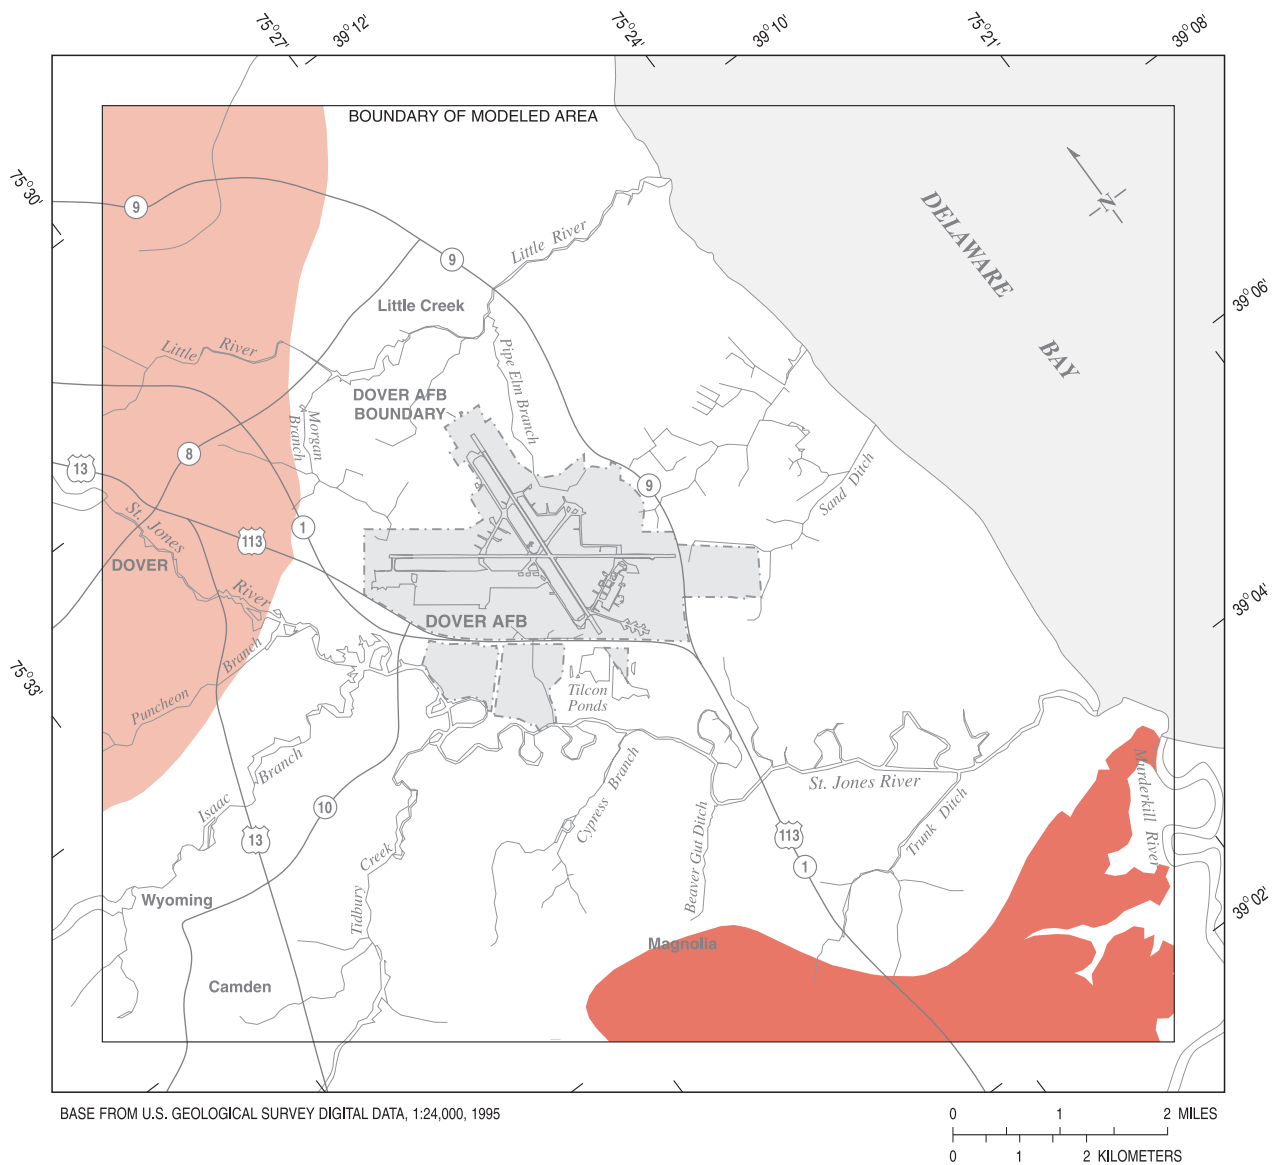 75°27'
39°12'
75°24'
39°10'
75°21'
39°08'
BOUNDARY OF MODELED AREA
75°30'
9
DELAWARE
BAY
N
Little River
9
39°06'
Little Creek
Little River
Pipe Elm Branch
DOVER AFB
BOUNDARY
Morgan
Branch
8
13
9
Sand Ditch
St. Jones
River
1
113
DOVER
39°04'
DOVER AFB
Branch
Puncheon
75°33'
Tilcon
Ponds
Murderkill River
Branch
Isaac
St. Jones River
Cypress Branch
Trunk Ditch
10
13
113
1
Beaver Gut Ditch
Creek
Tidbury
Wyoming
39°02'
Magnolia
Camden
BASE FROM U.S. GEOLOGICAL SURVEY DIGITAL DATA, 1:24,000, 1995
0 1 2 MILES
0 1 2 KILOMETERS